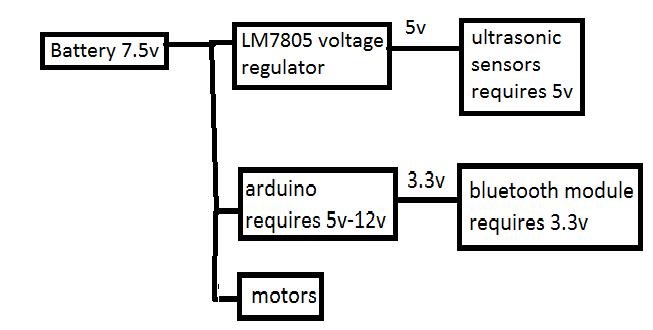 Battery 7.5v
LM7805 voltage
regulator
5v
ultrasonic
sensors
requires 5v
arduino
requires 5v-12v
3.3v
bluetooth module
requires 3.3v
motors